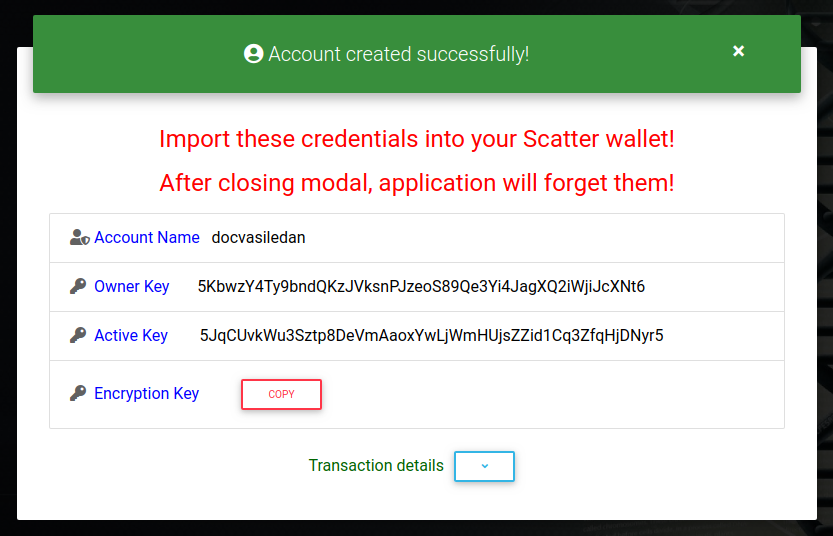 Account created successfully!
×
Import these credentials into your Scatter wallet!
After closing modal, application will forget them!
Account Name docvasiledan
Owner Key 5KbwzY4Ty9bndQKzJVksnPJzeoS89Qe3Yi4JagXQ2iWjiJcXNt6
Active Key 5JqCUvkWu3Sztp8DeVmAaoxYwLjWmHUjsZZid1Cq3ZfqHjDNyr5
Encryption Key COPY
Transaction details